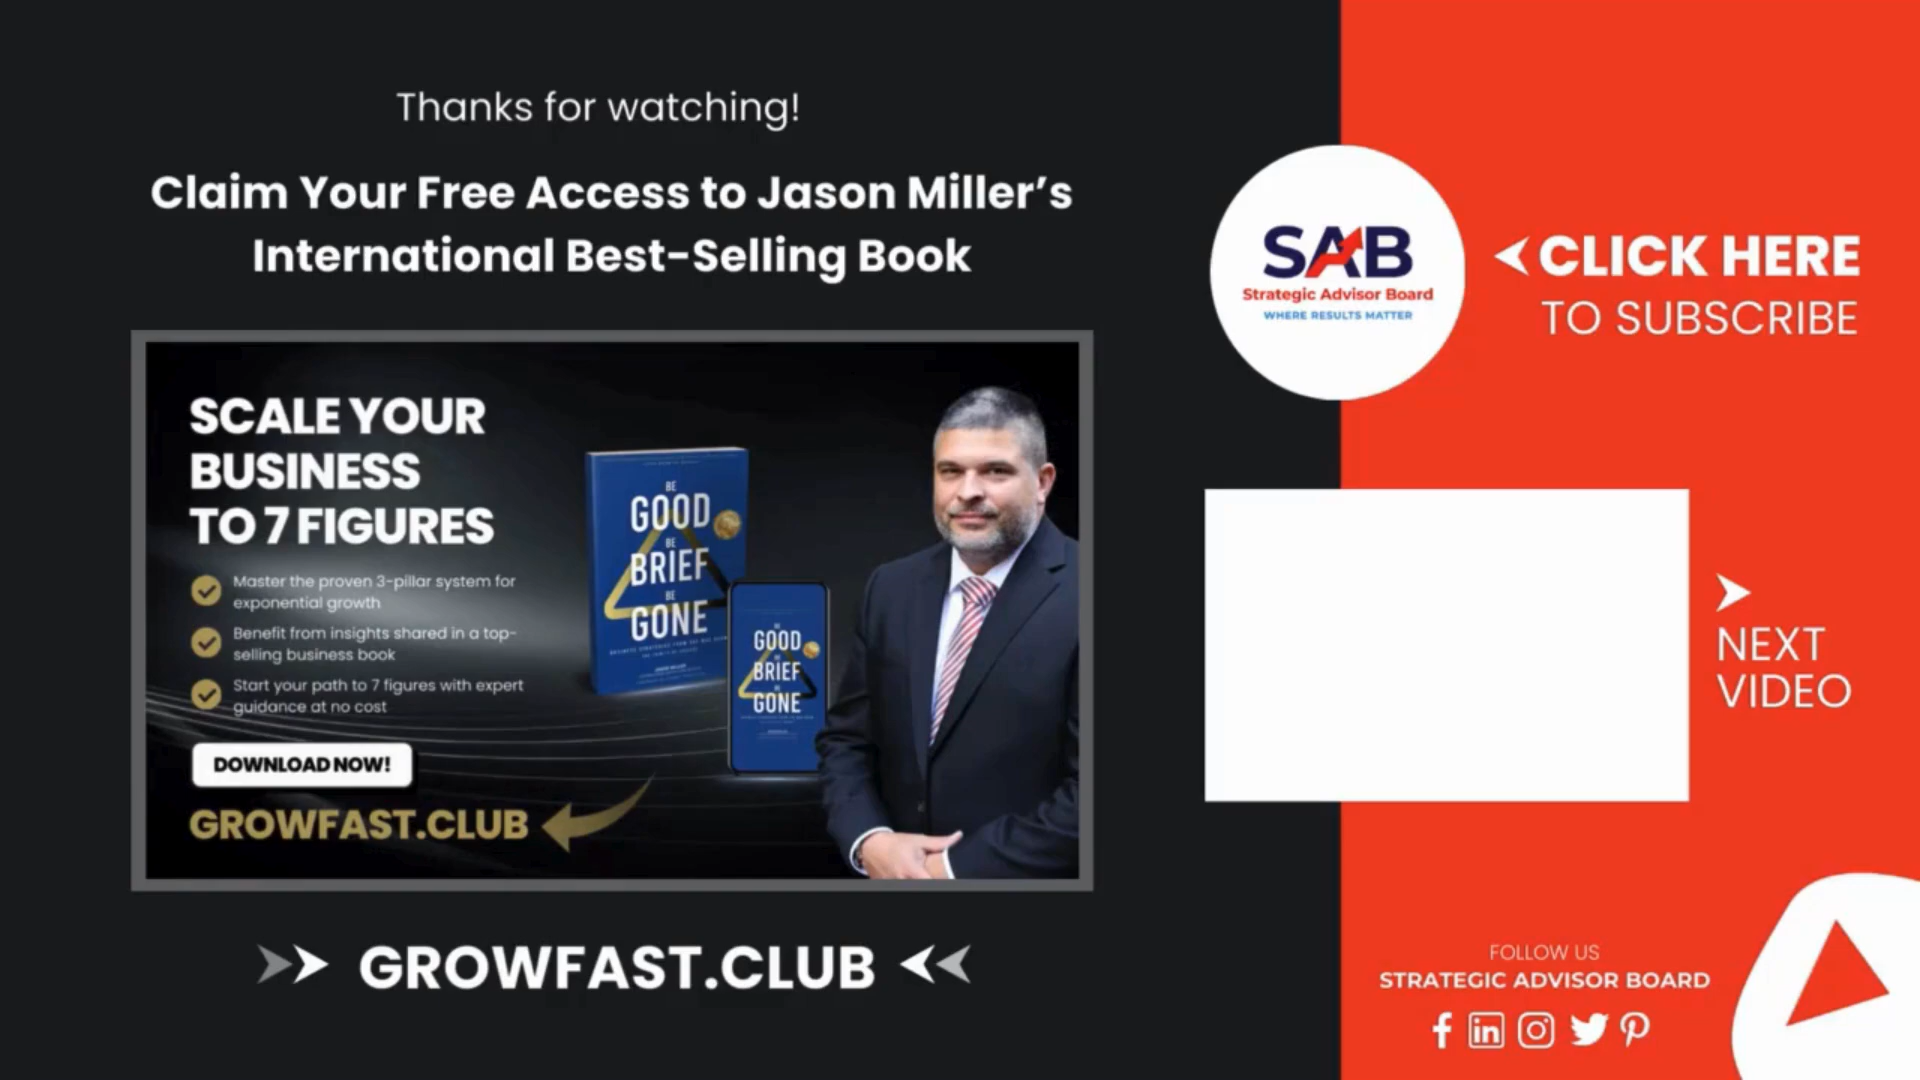 Thanks for watching!
Claim Your Free Access to Jason Miller's
International Best-Selling Book
SCALE YOUR
BUSINESS
TO 7 FIGURES
Master the proven 3-pillar system for
exponential growth
Benefit from insights shared in a top-
selling business book
Start your path to 7 figures with expert
guidance at no cost
DOWNLOAD NOW!
GROWFAST.CLUB
BE
GOOD
BE
BRIEF
BE
GONE
GOOD
BRIEF
GONE
GROWFAST.CLUB
SAB
Strategic Advisor Board
WHERE RESULTS MATTER
CLICK HERE
TO SUBSCRIBE
NEXT
VIDEO
FOLLOW US
STRATEGIC ADVISOR BOARD